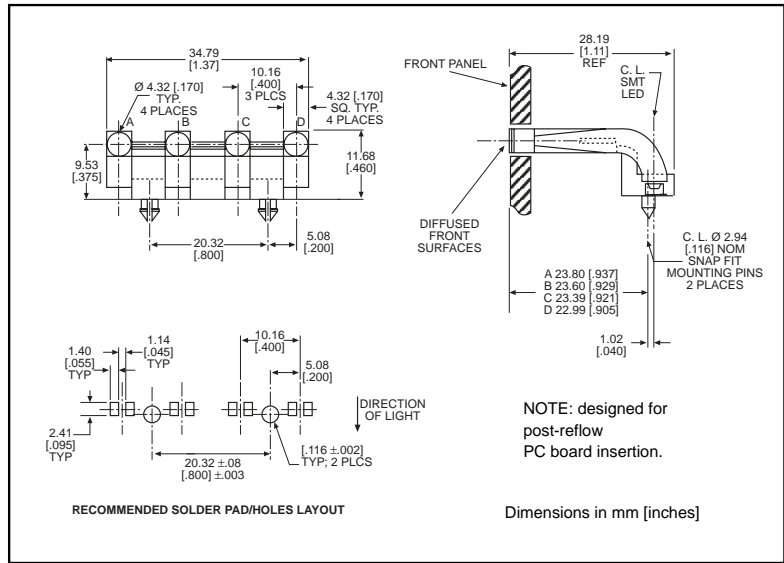 34.79
[1.37]
Ø 4.32 [.170]
TYP.
4 PLACES
10.16
[.400]
3 PLCS
4.32 [.170]
SQ. TYP.
4 PLACES
A
B
C
D
9.53
[.375]
11.68
[.460]
20.32
[.800]
5.08
[.200]
28.19
[1.11]
REF
FRONT PANEL
C. L.
SMT
LED
DIFFUSED
FRONT
SURFACES
C. L. Ø 2.94
[.116] NOM
SNAP FIT
MOUNTING PINS
2 PLACES
A 23.80 [.937]
B 23.60 [.929]
C 23.39 [.921]
D 22.99 [.905]
1.02
[.040]
1.40
[.055]
TYP
1.14
[.045]
TYP
10.16
[.400]
5.08
[.200]
DIRECTION
OF LIGHT
2.41
[.095]
TYP
20.32 ±.08
[.800] ±.003
[.116 ±.002]
TYP; 2 PLCS
NOTE: designed for
post-reflow
PC board insertion.
RECOMMENDED SOLDER PAD/HOLES LAYOUT
Dimensions in mm [inches]